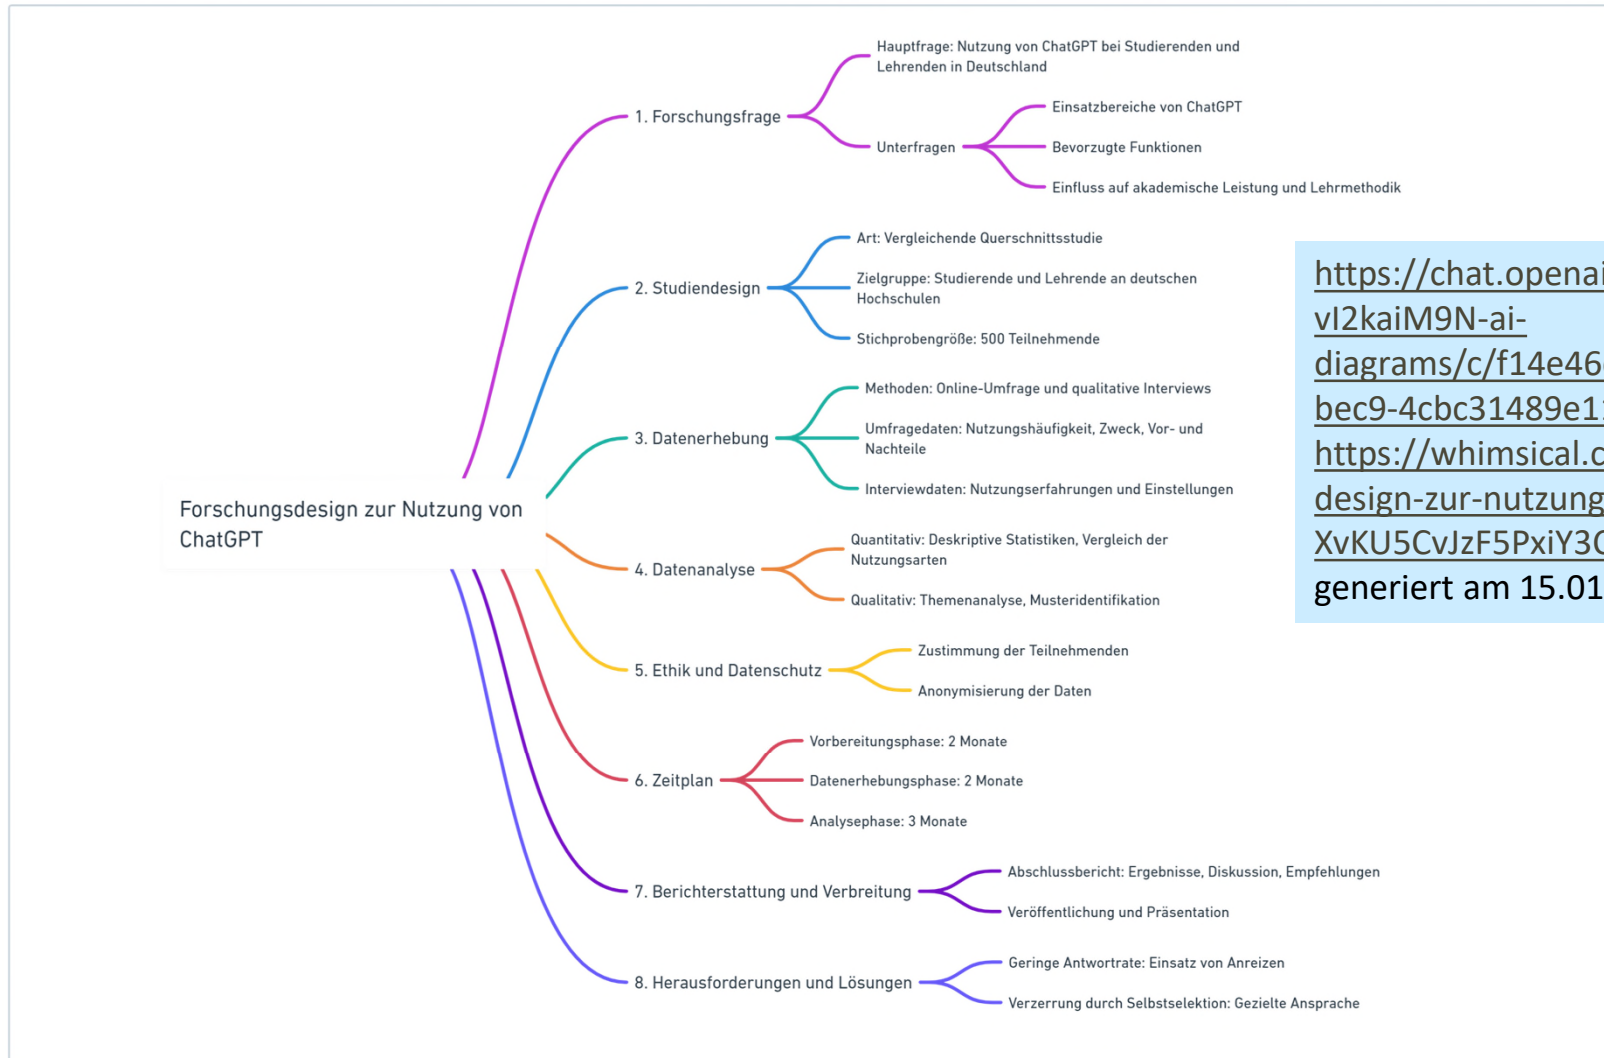 Forschungsdesign zur Nutzung von
ChatGPT
1. Forschungsfrage
Hauptfrage: Nutzung von ChatGPT bei Studierenden und
Lehrenden in Deutschland
Unterfragen
Einsatzbereiche von ChatGPT
Bevorzugte Funktionen
Einfluss auf akademische Leistung und Lehrmethodik
2. Studiendesign
Art: Vergleichende Querschnittsstudie
Zielgruppe: Studierende und Lehrende an deutschen
Hochschulen
Stichprobengröße: 500 Teilnehmende
3. Datenerhebung
Methoden: Online-Umfrage und qualitative Interviews
Umfragedaten: Nutzungshäufigkeit, Zweck, Vor- und
Nachteile
Interviewdaten: Nutzungserfahrungen und Einstellungen
4. Datenanalyse
Quantitativ: Deskriptive Statistiken, Vergleich der
Nutzungsarten
Qualitativ: Themenanalyse, Musteridentifikation
5. Ethik und Datenschutz
Zustimmung der Teilnehmenden
Anonymisierung der Daten
6. Zeitplan
Vorbereitungsphase: 2 Monate
Datenerhebungsphase: 2 Monate
Analysephase: 3 Monate
7. Berichterstattung und Verbreitung
Abschlussbericht: Ergebnisse, Diskussion, Empfehlungen
Veröffentlichung und Präsentation
8. Herausforderungen und Lösungen
Geringe Antwortrate: Einsatz von Anreizen
Verzerrung durch Selbstselektion: Gezielte Ansprache
https://chat.openai
vI2kaiM9N-ai-
diagrams/c/f14e46
bec9-4cbc31489e1
https://whimsical.c
design-zur-nutzung
XvKU5CvJzF5PxiY3
generiert am 15.01